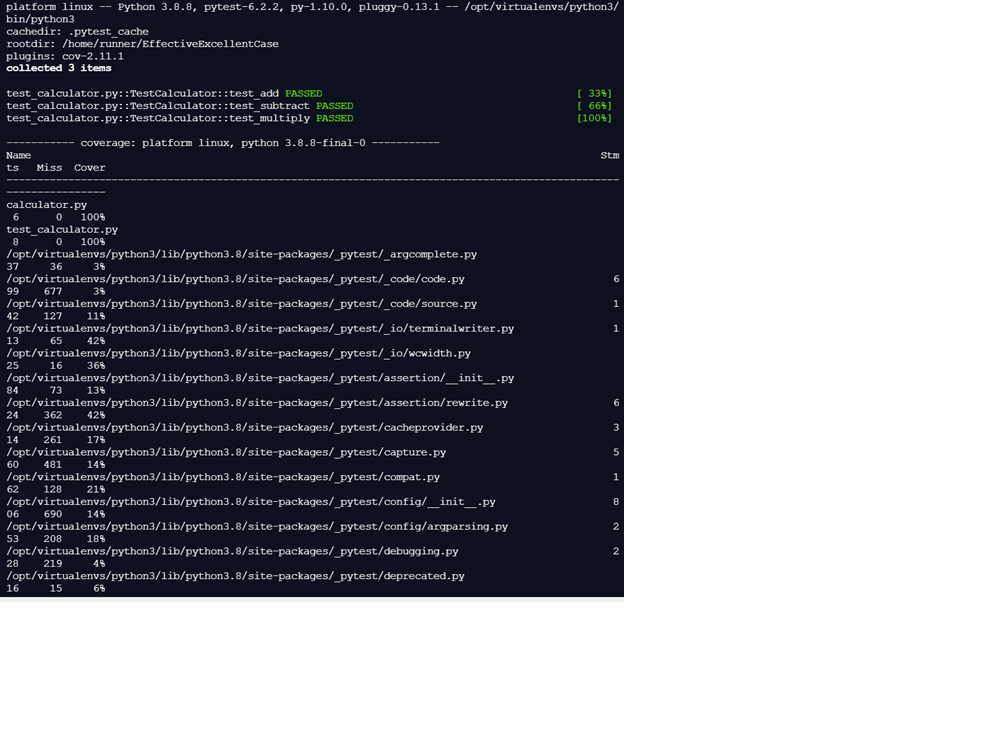 platform linux -- Python 3.8.8, pytest-6.2.2, py-1.10.0, pluggy-0.13.1 -- /opt/virtualenvs/python3/
bin/python3
cachedir: .pytest_cache
rootdir: /home/runner/EffectiveExcellentCase
plugins: cov-2.11.1
collected 3 items

test_calculator.py::TestCalculator::test_add PASSED [ 33%]
test_calculator.py::TestCalculator::test_subtract PASSED [ 66%]
test_calculator.py::TestCalculator::test_multiply PASSED [100%]

----------- coverage: platform linux, python 3.8.8-final-0 -----------
Name Stm
ts Miss Cover
---------------------------------------------------------------------------------------------------
----------------
calculator.py
6 0 100%
test_calculator.py
8 0 100%
/opt/virtualenvs/python3/lib/python3.8/site-packages/_pytest/_argcomplete.py
37 36 3%
/opt/virtualenvs/python3/lib/python3.8/site-packages/_pytest/_code/code.py 6
99 677 3%
/opt/virtualenvs/python3/lib/python3.8/site-packages/_pytest/_code/source.py 1
42 127 11%
/opt/virtualenvs/python3/lib/python3.8/site-packages/_pytest/_io/terminalwriter.py 1
13 65 42%
/opt/virtualenvs/python3/lib/python3.8/site-packages/_pytest/_io/wcwidth.py
25 16 36%
/opt/virtualenvs/python3/lib/python3.8/site-packages/_pytest/assertion/__init__.py
84 73 13%
/opt/virtualenvs/python3/lib/python3.8/site-packages/_pytest/assertion/rewrite.py 6
24 362 42%
/opt/virtualenvs/python3/lib/python3.8/site-packages/_pytest/cacheprovider.py 3
14 261 17%
/opt/virtualenvs/python3/lib/python3.8/site-packages/_pytest/capture.py 5
60 481 14%
/opt/virtualenvs/python3/lib/python3.8/site-packages/_pytest/compat.py 1
62 128 21%
/opt/virtualenvs/python3/lib/python3.8/site-packages/_pytest/config/__init__.py 8
06 690 14%
/opt/virtualenvs/python3/lib/python3.8/site-packages/_pytest/config/argparsing.py 2
53 208 18%
/opt/virtualenvs/python3/lib/python3.8/site-packages/_pytest/debugging.py 2
28 219 4%
/opt/virtualenvs/python3/lib/python3.8/site-packages/_pytest/deprecated.py
16 15 6%